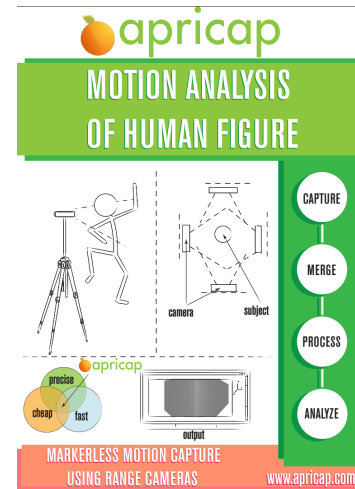 apricap
MOTION ANALYSIS
OF HUMAN FIGURE
CAPTURE
MERGE
PROCESS
ANALYZE
camera
subject
apricap
precise
cheap
fast
output
MARKERLESS MOTION CAPTURE
USING RANGE CAMERAS
www.apricap.com